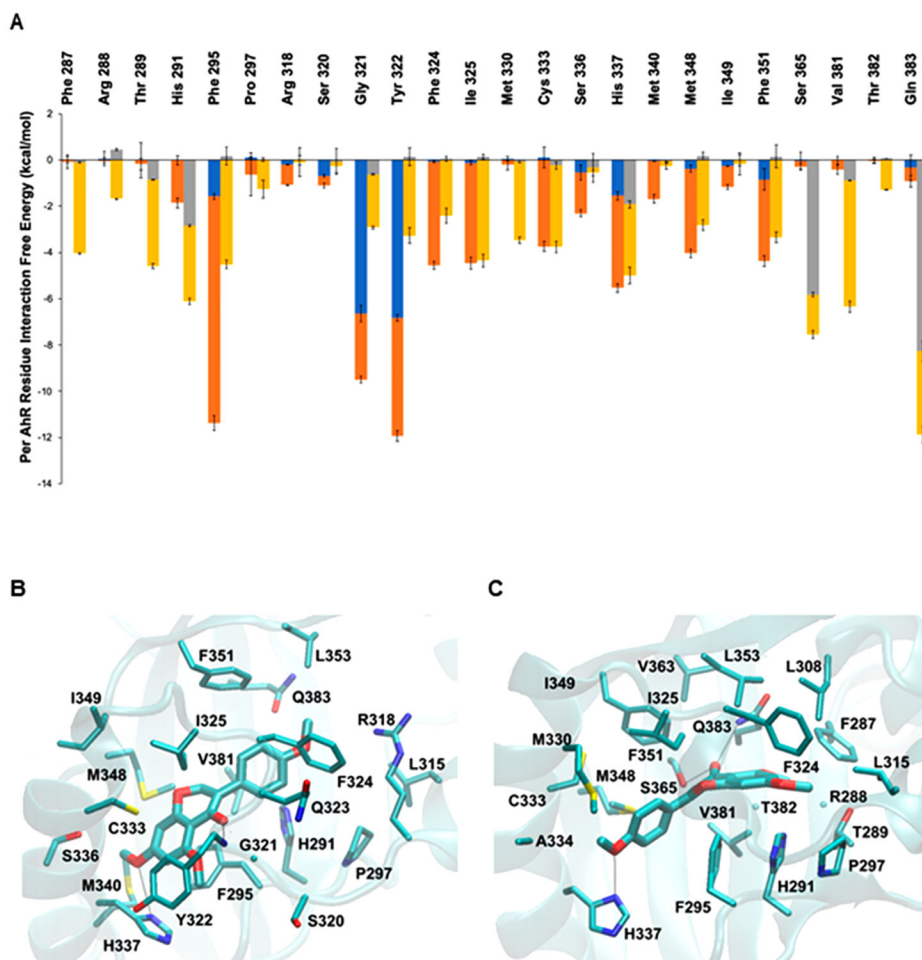 A
Phe 287
Arg 288
Thr 289
His 291
Phe 295
Pro 297
Arg 318
Ser 320
Gly 321
Tyr 322
Phe 324
Ile 325
Met 330
Cys 333
Ser 336
His 337
Met 340
Met 348
Ile 349
Phe 351
Ser 365
Val 381
Thr 382
Gln 383
Per AhR Residue Interaction Free Energy (kcal/mol)
2
0
-2
-4
-6
-8
-10
-12
-14
B
F351
L353
Q383
I349
I325
R318
V381
M348
F324
L315
C333
Q323
S336
G321
H291
P297
M340
F295
Y322
S320
H337
C
V363
L353
L308
I349
I325
Q383
F287
M330
F351
F324
L315
M348
S365
C333
R288
V381
T382
T289
A334
P297
H291
F295
H337